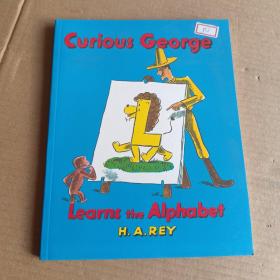 Curious George
Learns the Alphabet
H. A. REY